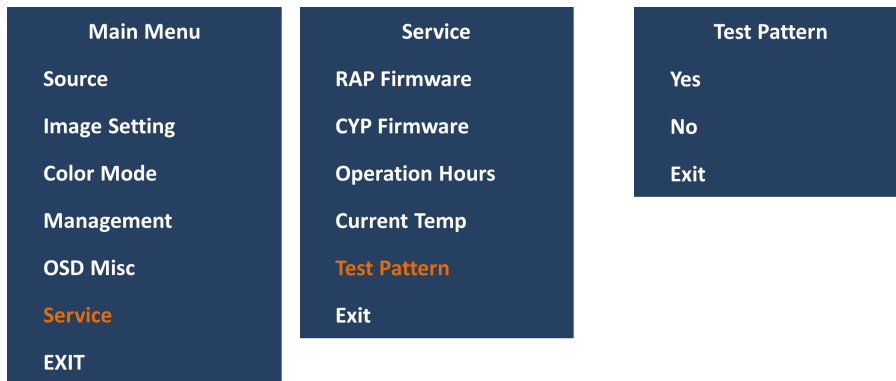 Main Menu
Source
Image Setting
Color Mode
Management
OSD Misc
Service
EXIT
Service
RAP Firmware
CYP Firmware
Operation Hours
Current Temp
Test Pattern
Exit
Test Pattern
Yes
No
Exit